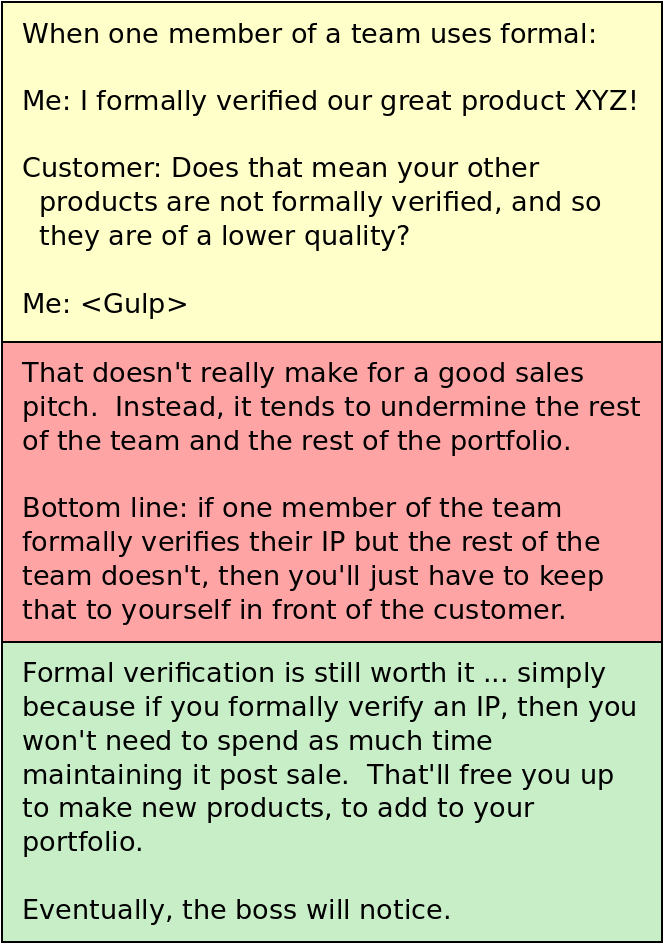 When one member of a team uses formal:
Me: I formally verified our great product XYZ!
Customer: Does that mean your other
products are not formally verified, and so
they are of a lower quality?
Me: <Gulp>
That doesn't really make for a good sales
pitch.  Instead, it tends to undermine the rest
of the team and the rest of the portfolio.
Bottom line: if one member of the team
formally verifies their IP but the rest of the
team doesn't, then you'll just have to keep
that to yourself in front of the customer.
Formal verification is still worth it ... simply
because if you formally verify an IP, then you
won't need to spend as much time
maintaining it post sale.  That'll free you up
to make new products, to add to your
portfolio.
Eventually, the boss will notice.